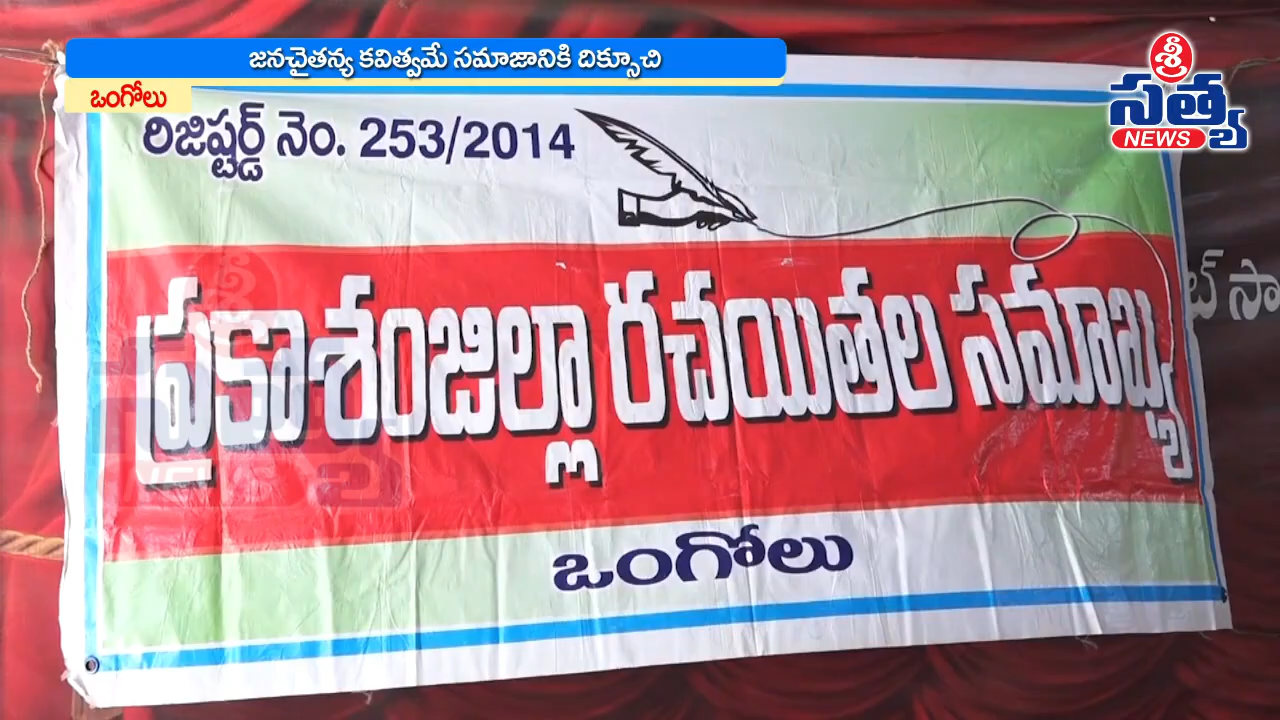 జనచైతన్య కవిత్వమే సమాజానికి దిక్సూచి
ఒంగోలు
శ్రీ
సత్య
NEWS
రిజిష్టర్డ్ నెం. 253/2014
ప్రకాశంజిల్లా రచయితల సమాఖ్య
ఒంగోలు